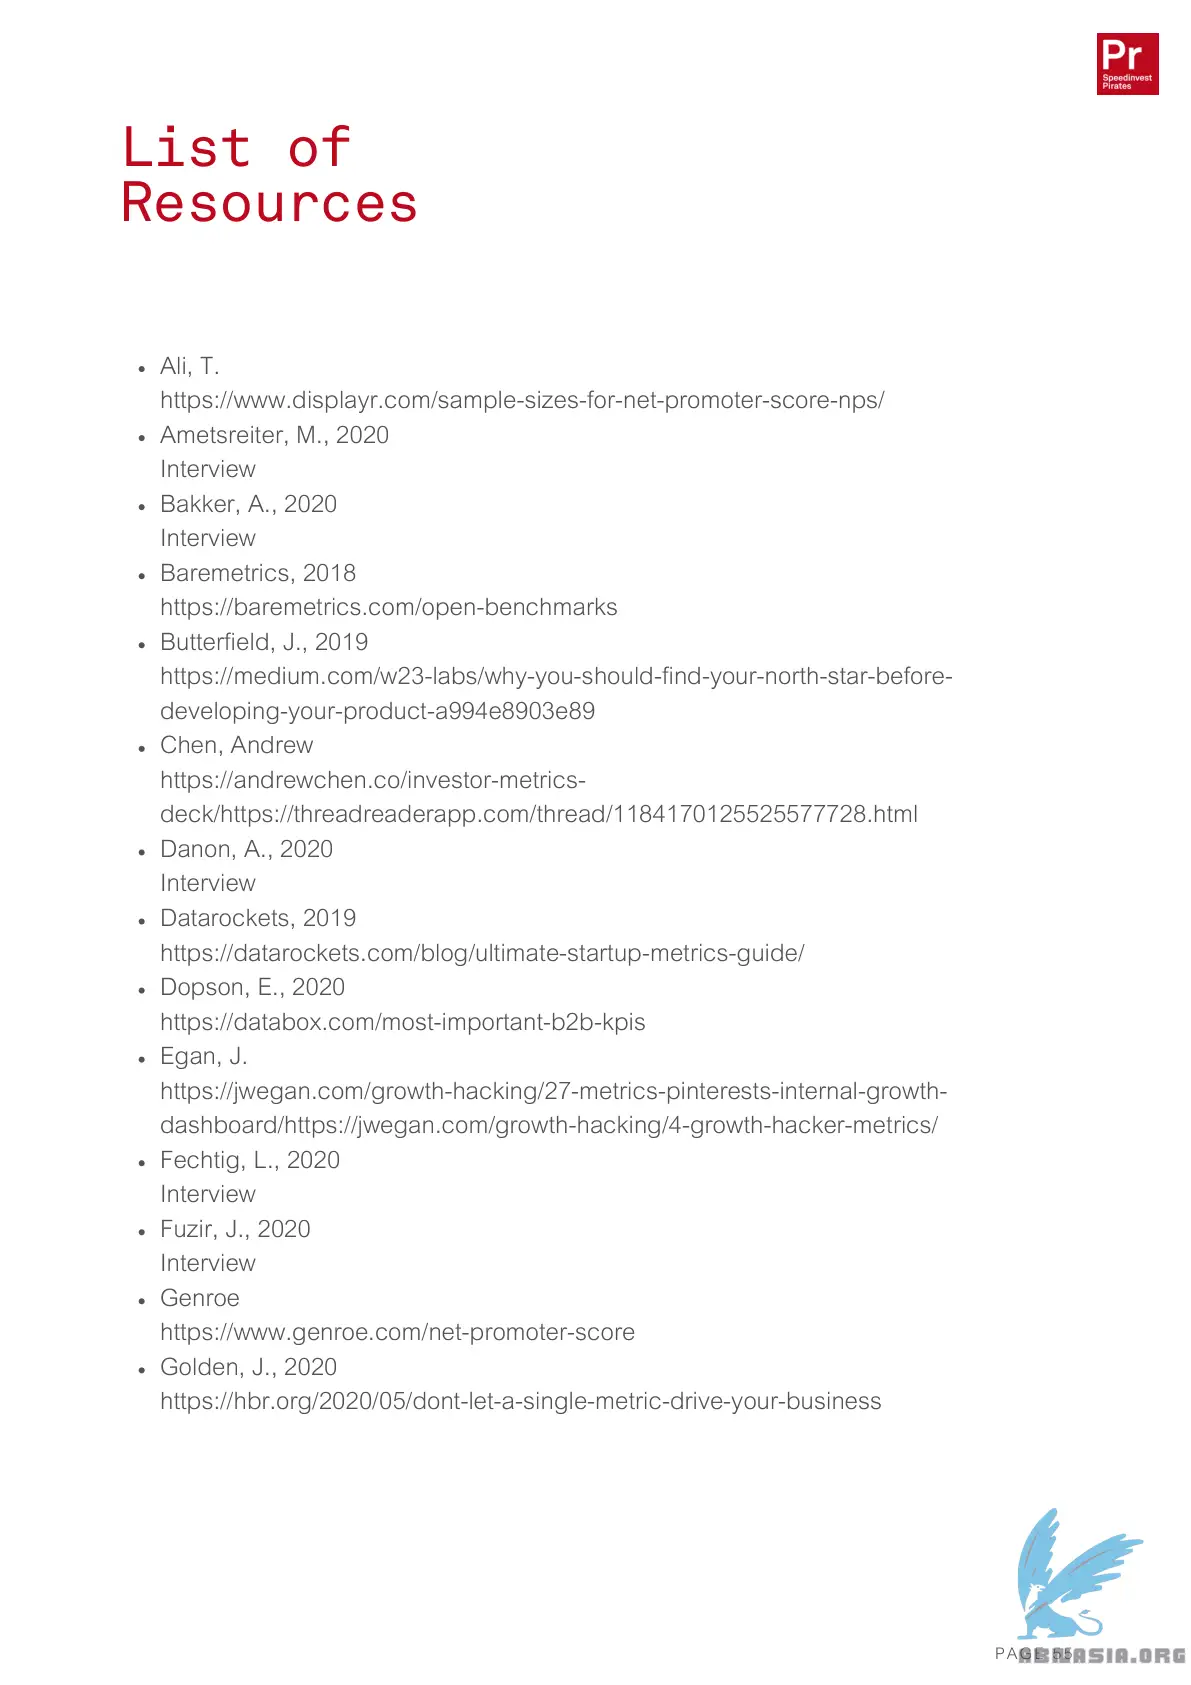 Pr
Speedinvest
Pirates
List of
Resources
• Ali, T.
https://www.displayr.com/sample-sizes-for-net-promoter-score-nps/
• Ametsreiter, M., 2020
Interview
• Bakker, A., 2020
Interview
• Baremetrics, 2018
https://baremetrics.com/open-benchmarks
• Butterfield, J., 2019
https://medium.com/w23-labs/why-you-should-find-your-north-star-before-
developing-your-product-a994e8903e89
• Chen, Andrew
https://andrewchen.co/investor-metrics-
deck/https://threadreaderapp.com/thread/1184170125525577728.html
• Danon, A., 2020
Interview
• Datarockets, 2019
https://datarockets.com/blog/ultimate-startup-metrics-guide/
• Dopson, E., 2020
https://databox.com/most-important-b2b-kpis
• Egan, J.
https://jwegan.com/growth-hacking/27-metrics-pinterests-internal-growth-
dashboard/https://jwegan.com/growth-hacking/4-growth-hacker-metrics/
• Fechtig, L., 2020
Interview
• Fuzir, J., 2020
Interview
• Genroe
https://www.genroe.com/net-promoter-score
• Golden, J., 2020
https://hbr.org/2020/05/dont-let-a-single-metric-drive-your-business
PAGE 55